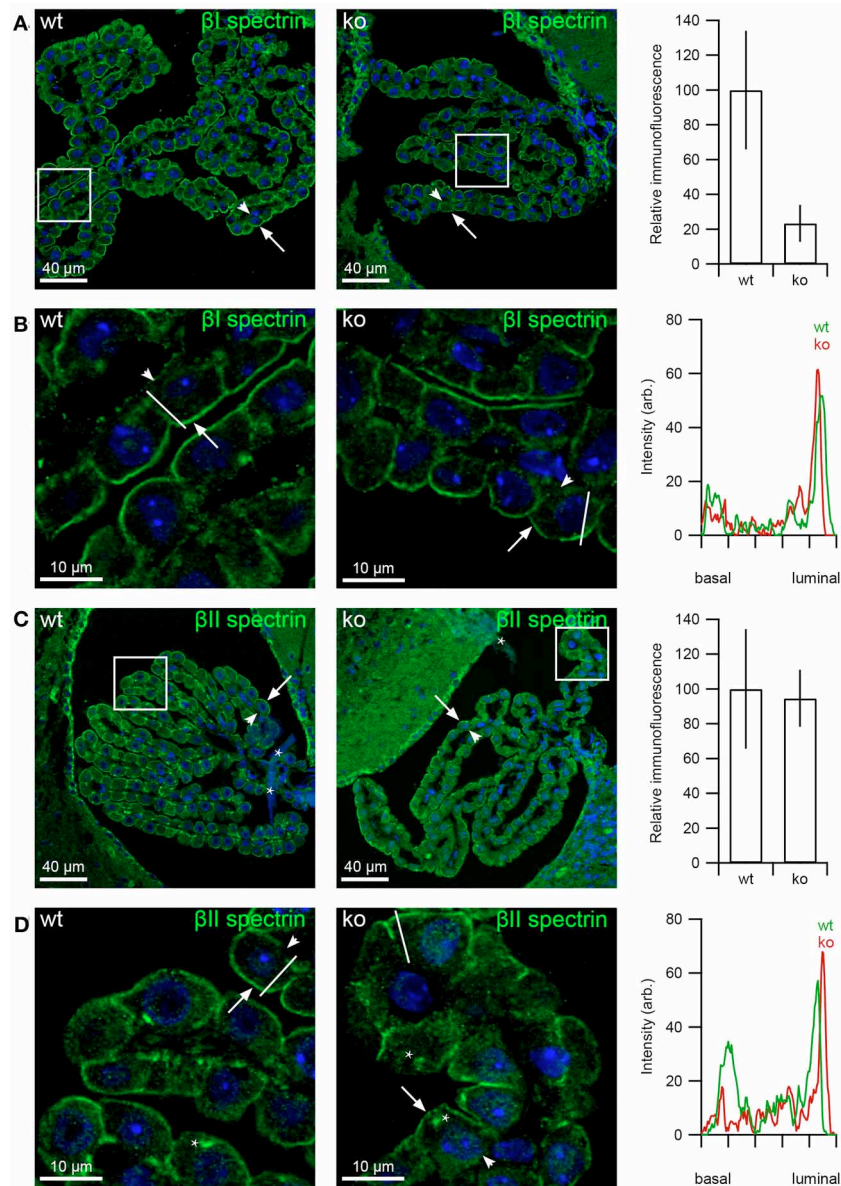 A.
wt
βI spectrin
40 µm
ko
βI spectrin
40 µm
Relative immunofluorescence
140
120
100
80
60
40
20
0
wt
ko
B
wt
βI spectrin
10 µm
ko
βI spectrin
10 µm
Intensity (arb.)
80
60
40
20
0
wt
ko
basal
luminal
C
wt
βII spectrin
*
*
40 µm
ko
βII spectrin
*
40 µm
Relative immunofluorescence
140
120
100
80
60
40
20
0
wt
ko
D
wt
βII spectrin
*
10 µm
ko
βII spectrin
*
*
10 µm
Intensity (arb.)
80
60
40
20
0
wt
ko
basal
luminal